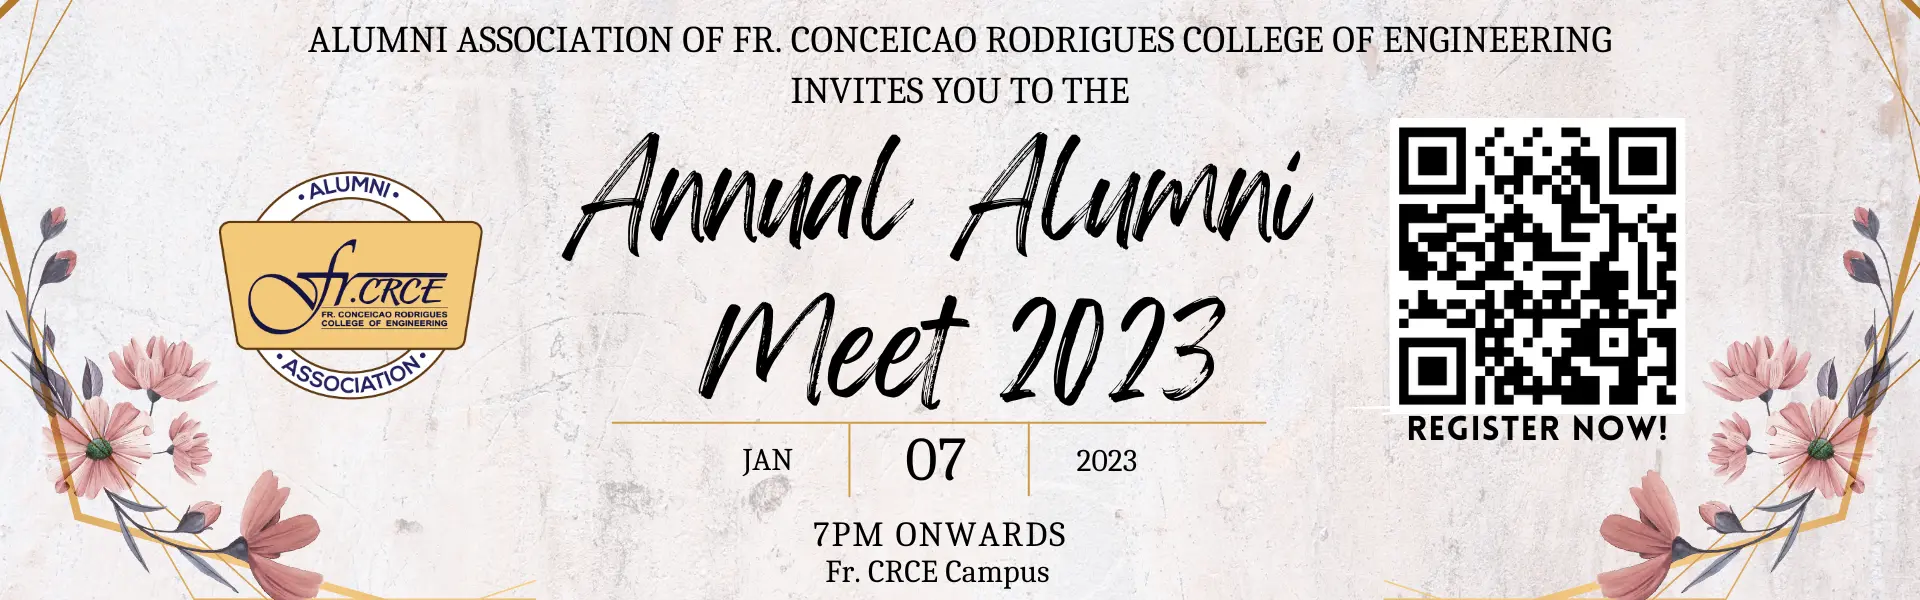 ALUMNI ASSOCIATION OF FR. CONCEICAO RODRIGUES COLLEGE OF ENGINEERING
INVITES YOU TO THE
Annual Alumni
Meet 2023
JAN
07
2023
7PM ONWARDS
Fr. CRCE Campus
• ALUMNI •
fr. CRCE
FR. CONCEICAO RODRIGUES
COLLEGE OF ENGINEERING
• ASSOCIATION •
REGISTER NOW!